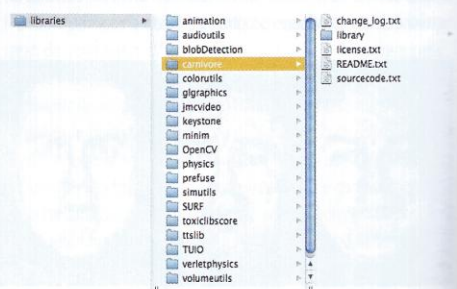 libraries
animation
audioutils
blobDetection
carnivore
colorutils
glgraphics
jmcvideo
keystone
minim
OpenCV
physics
prefuse
simutils
SURF
toxiclibscore
ttslib
TUIO
verletphysics
volumeutils
change_log.txt
library
license.txt
README.txt
sourcecode.txt